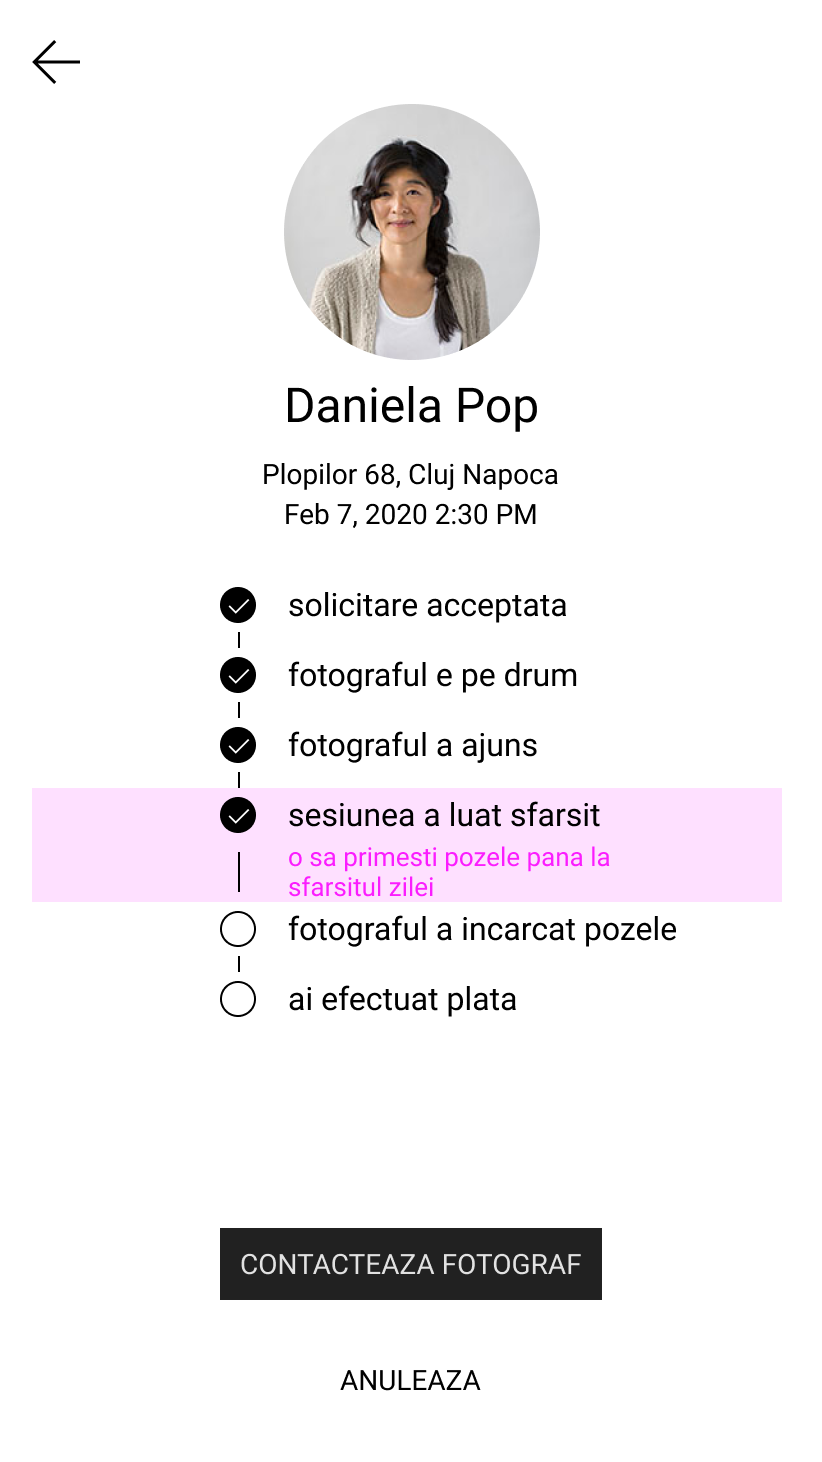 Daniela Pop
Plopilor 68, Cluj Napoca
Feb 7, 2020 2:30 PM
solicitare acceptata
fotograful e pe drum
fotograful a ajuns
sesiunea a luat sfarsit
o sa primesti pozele pana la
sfarsitul zilei
fotograful a incarcat pozele
ai efectuat plata
CONTACTEAZA FOTOGRAF
ANULEAZA